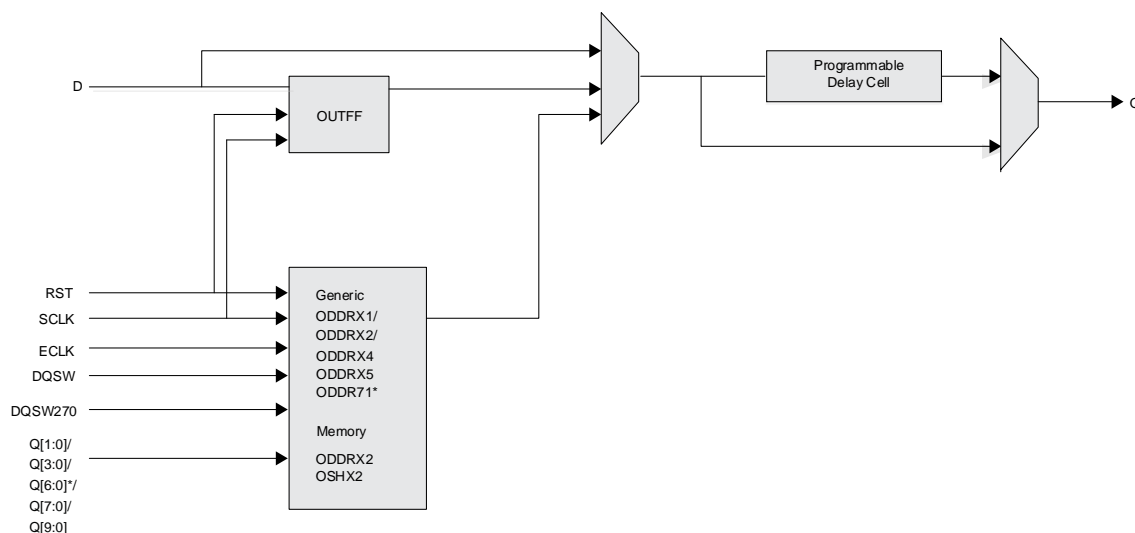 D
OUTFF
Programmable
Delay Cell
RST
SCLK
ECLK
DQSW
DQSW270
Q[1:0]/
Q[3:0]/
Q[6:0]*/
Q[7:0]/
Q[9:0]
Generic
ODDRX1/
ODDRX2/
ODDRX4
ODDRX5
ODDR71*
Memory
ODDRX2
OSHX2